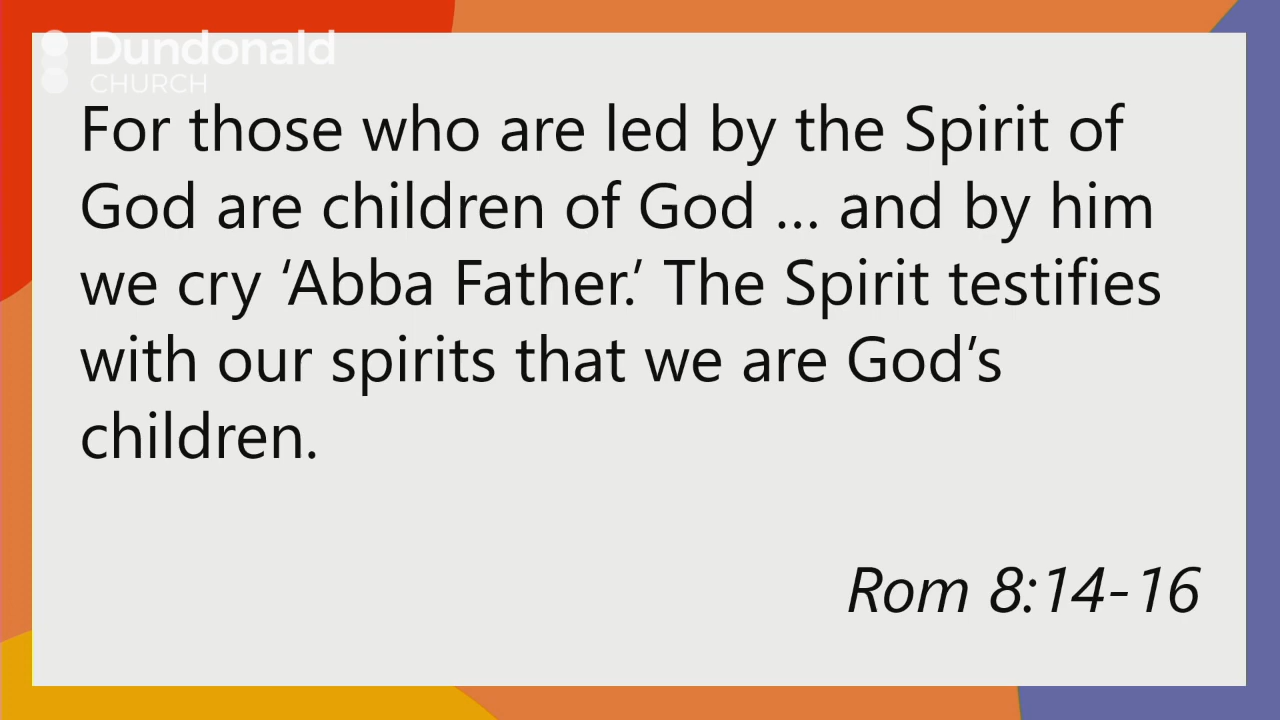 Dundonald
CHURCH
For those who are led by the Spirit of
God are children of God … and by him
we cry ‘Abba Father.’ The Spirit testifies
with our spirits that we are God’s
children.
Rom 8:14-16